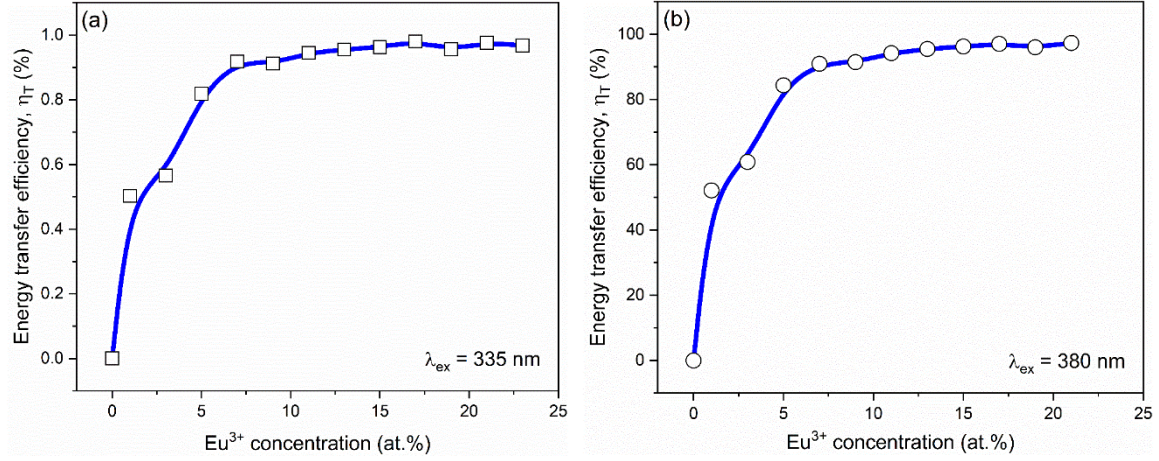 (a)
Energy transfer efficiency, ηT (%)
1.0
0.8
0.6
0.4
0.2
0.0
λex = 335 nm
0 5 10 15 20 25
Eu3+ concentration (at.%)
(b)
Energy transfer efficiency, ηT (%)
100
80
60
40
20
0
λex = 380 nm
0 5 10 15 20 25
Eu3+ concentration (at.%)